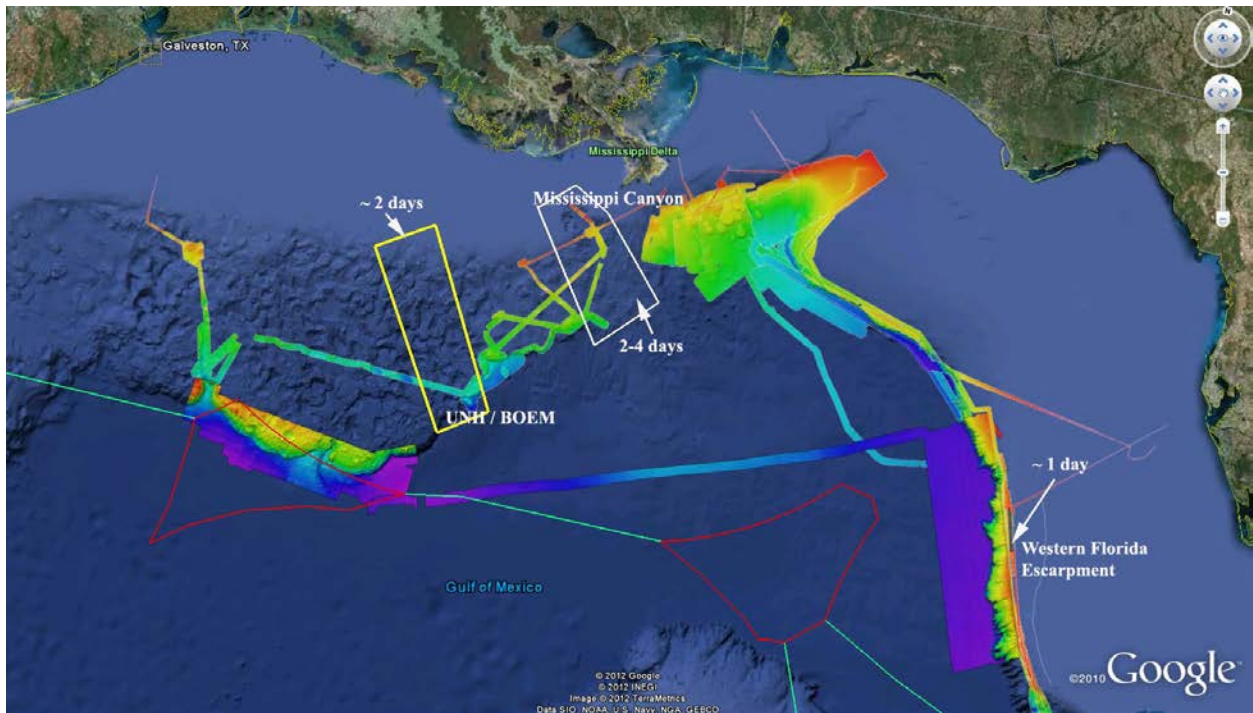 N
Galveston, TX
Mississippi Delta
Mississippi Canyon
~ 2 days
2-4 days
UNH / BOEM
~ 1 day
Western Florida
Escarpment
Gulf of Mexico
© 2012 Google
© 2012 INEGI
Image © 2012 TerraMetrics
Data SIO, NOAA, U.S. Navy, NGA, GEBCO
©2010 Google™